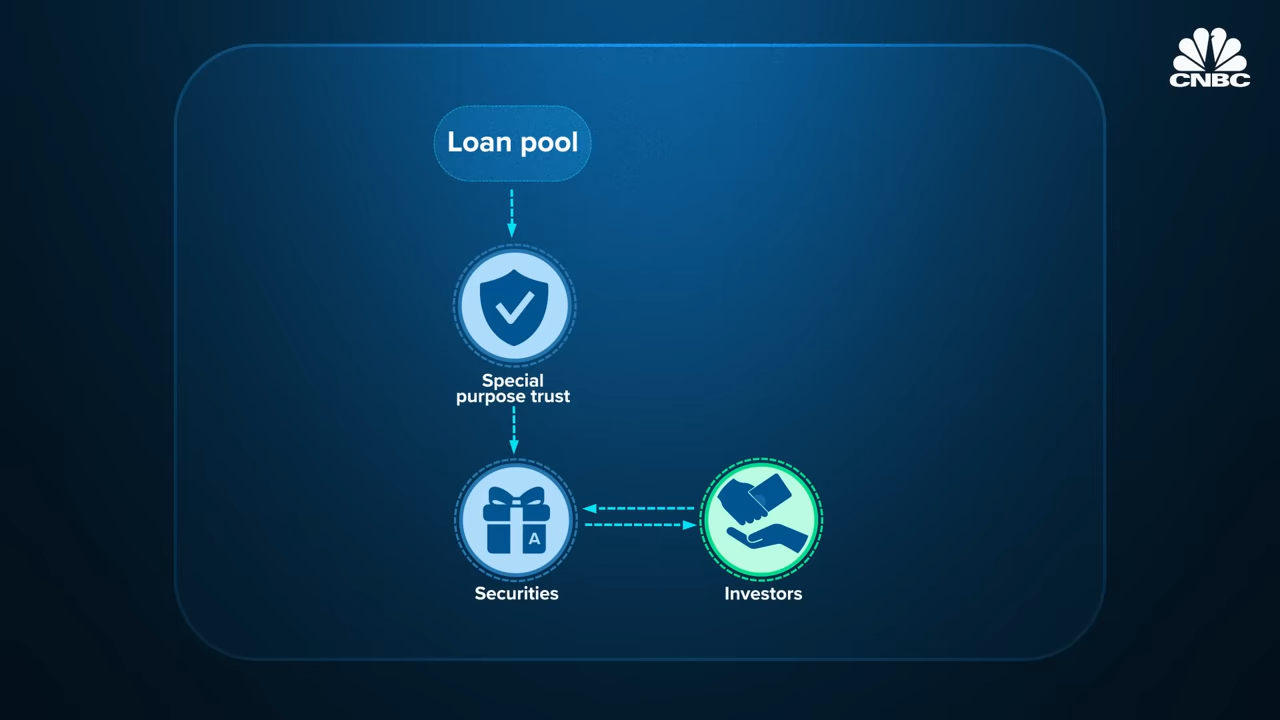 CNBC
Loan pool
Special
purpose trust
A
Securities
Investors